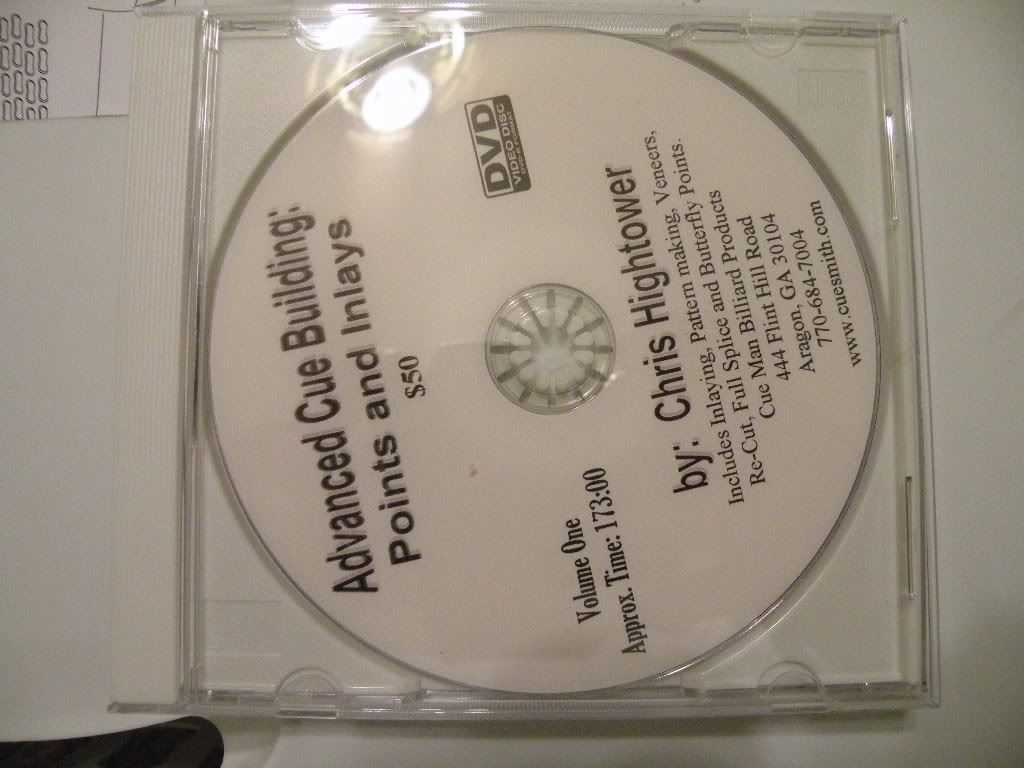 Advanced Cue Building:
Points and Inlays
$50
DVD
VIDEO DISC
Volume One
Approx. Time: 173:00
by: Chris Hightower
Includes Inlaying, Pattern making, Veneers,
Re-Cut, Full Splice and Butterfly Points.
Cue Man Billiard Products
444 Flint Hill Road
Aragon, GA 30104
770-684-7004
www.cuesmith.com